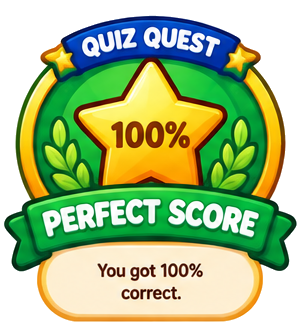 QUIZ QUEST
100%
PERFECT SCORE
You got 100%
correct.